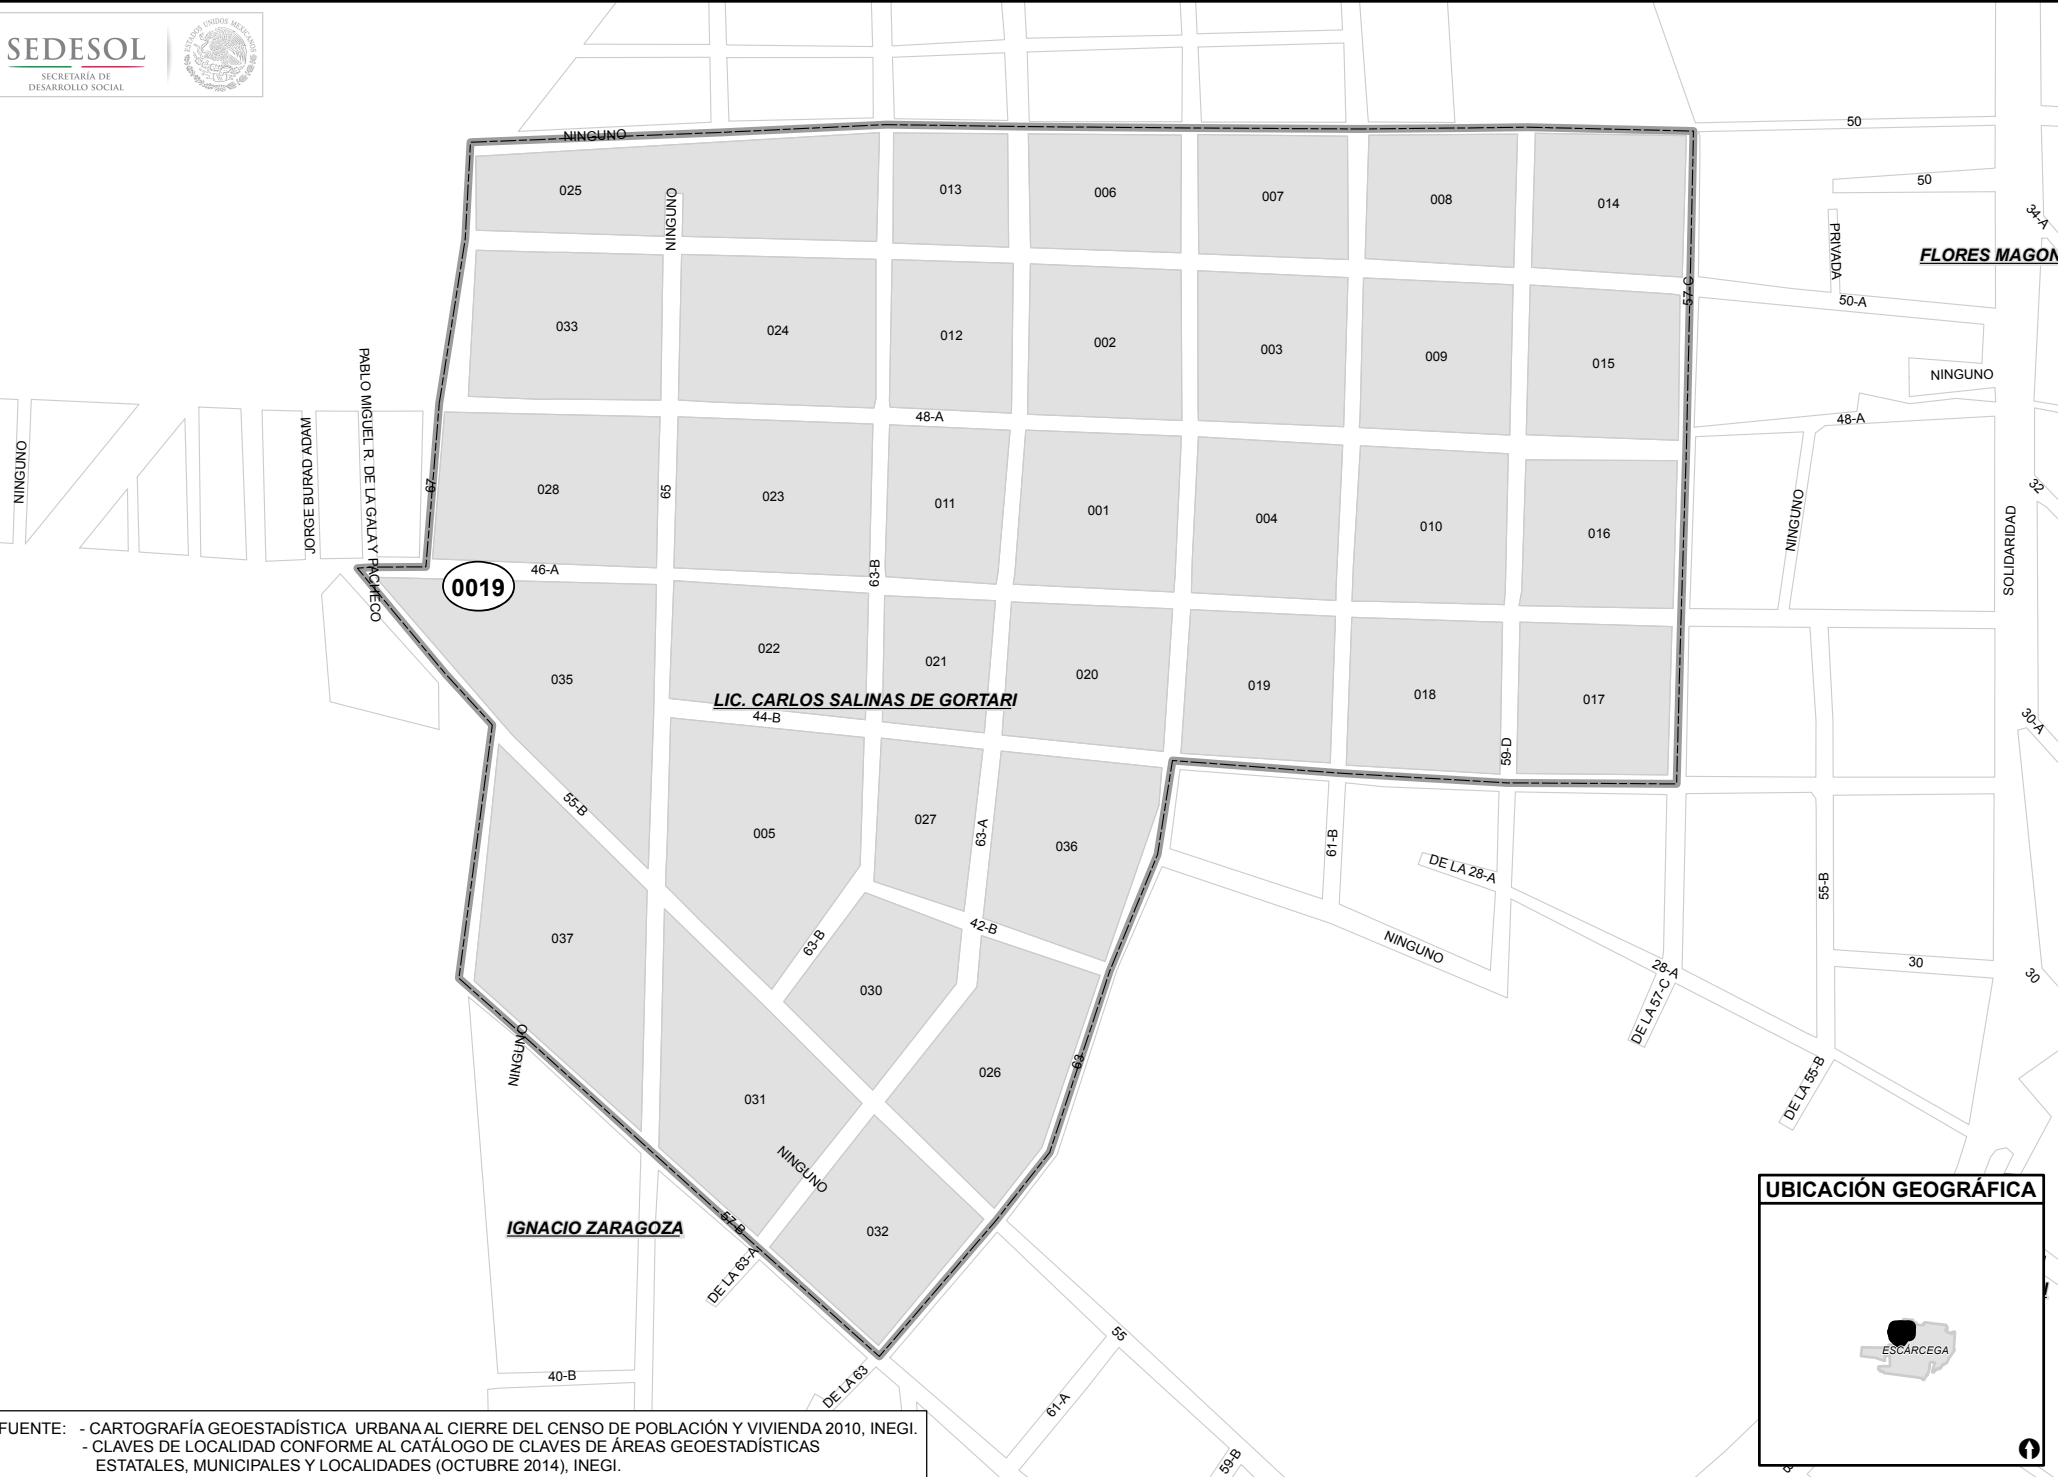 SEDESOL
SECRETARÍA DE
DESARROLLO SOCIAL
ESTADOS UNIDOS MEXICANOS
NINGUNO
50
50
34-A
025
NINGUNO
013
006
007
008
014
PRIVADA
FLORES MAGON
57-C
50-A
033
024
012
002
003
009
015
NINGUNO
PABLO MIGUEL R. DE LA GALA Y PACHECO
JORGE BURAD ADAM
NINGUNO
48-A
48-A
67
028
65
023
011
001
004
010
016
NINGUNO
32
SOLIDARIDAD
46-A
0019
63-B
022
021
020
019
018
017
035
LIC. CARLOS SALINAS DE GORTARI
44-B
30-A
59-D
55-B
005
027
63-A
036
61-B
DE LA 28-A
55-B
42-B
63-B
NINGUNO
28-A
DE LA 57-C
30
30
037
030
NINGUNO
026
63
031
DE LA 55-B
NINGUNO
57-B
IGNACIO ZARAGOZA
032
DE LA 63-A
55
40-B
DE LA 63
61-A
59-B
UBICACIÓN GEOGRÁFICA
ESCÁRCEGA
FUENTE: - CARTOGRAFÍA GEOESTADÍSTICA URBANA AL CIERRE DEL CENSO DE POBLACIÓN Y VIVIENDA 2010, INEGI.
- CLAVES DE LOCALIDAD CONFORME AL CATÁLOGO DE CLAVES DE ÁREAS GEOESTADÍSTICAS
ESTATALES, MUNICIPALES Y LOCALIDADES (OCTUBRE 2014), INEGI.